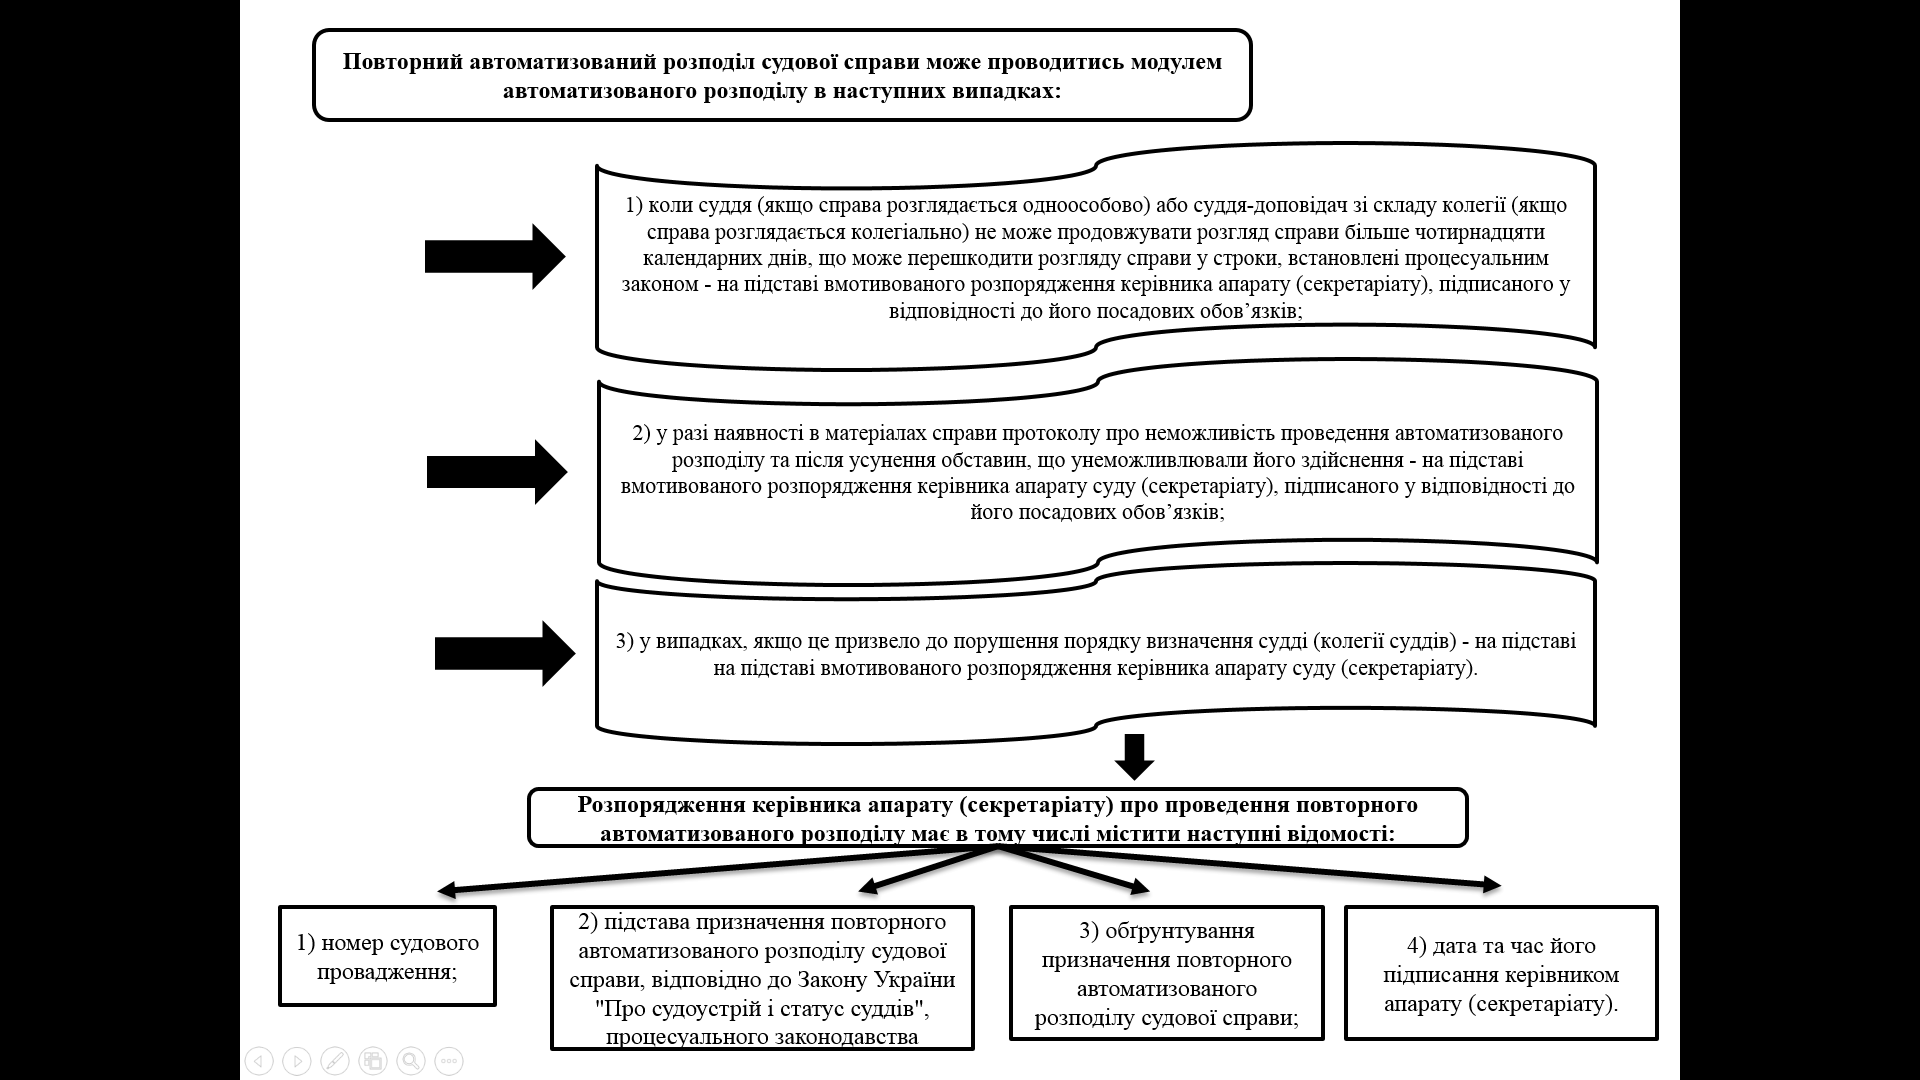 Повторний автоматизований розподіл судової справи може проводитись модулем
автоматизованого розподілу в наступних випадках:
1) коли суддя (якщо справа розглядається одноособово) або суддя-доповідач зі складу колегії (якщо
справа розглядається колегіально) не може продовжувати розгляд справи більше чотирнадцяти
календарних днів, що може перешкодити розгляду справи у строки, встановлені процесуальним
законом - на підставі вмотивованого розпорядження керівника апарату (секретаріату), підписаного у
відповідності до його посадових обов’язків;
2) у разі наявності в матеріалах справи протоколу про неможливість проведення автоматизованого
розподілу та після усунення обставин, що унеможливлювали його здійснення - на підставі
вмотивованого розпорядження керівника апарату суду (секретаріату), підписаного у відповідності до
його посадових обов’язків;
3) у випадках, якщо це призвело до порушення порядку визначення судді (колегії суддів) - на підставі
на підставі вмотивованого розпорядження керівника апарату суду (секретаріату).
Розпорядження керівника апарату (секретаріату) про проведення повторного
автоматизованого розподілу має в тому числі містити наступні відомості:
1) номер судового
провадження;
2) підстава призначення повторного
автоматизованого розподілу судової
справи, відповідно до Закону України
"Про судоустрій і статус суддів",
процесуального законодавства
3) обґрунтування
призначення повторного
автоматизованого
розподілу судової справи;
4) дата та час його
підписання керівником
апарату (секретаріату).